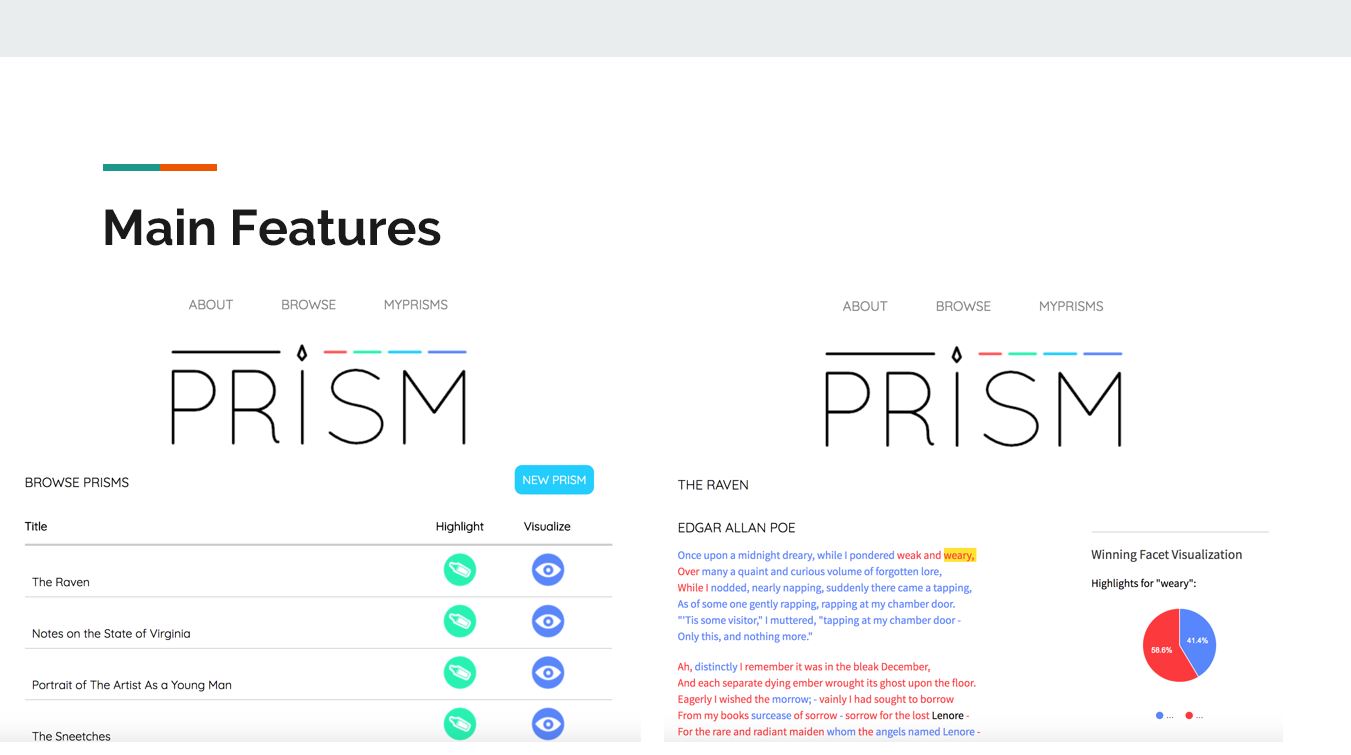 Main Features
ABOUT BROWSE MYPRISMS
PRISM
BROWSE PRISMS NEW PRISM
Title Highlight Visualize
The Raven
Notes on the State of Virginia
Portrait of The Artist As a Young Man
The Sneetches
ABOUT BROWSE MYPRISMS
PRISM
THE RAVEN
EDGAR ALLAN POE
Once upon a midnight dreary, while I pondered weak and weary,
Over many a quaint and curious volume of forgotten lore,
While I nodded, nearly napping, suddenly there came a tapping,
As of some one gently rapping, rapping at my chamber door.
"'Tis some visitor," I muttered, "tapping at my chamber door -
Only this, and nothing more."
Ah, distinctly I remember it was in the bleak December,
And each separate dying ember wrought its ghost upon the floor.
Eagerly I wished the morrow; - vainly I had sought to borrow
From my books surcease of sorrow - sorrow for the lost Lenore -
For the rare and radiant maiden whom the angels named Lenore -
Winning Facet Visualization
Highlights for "weary":
41.4%
58.6%
... ...